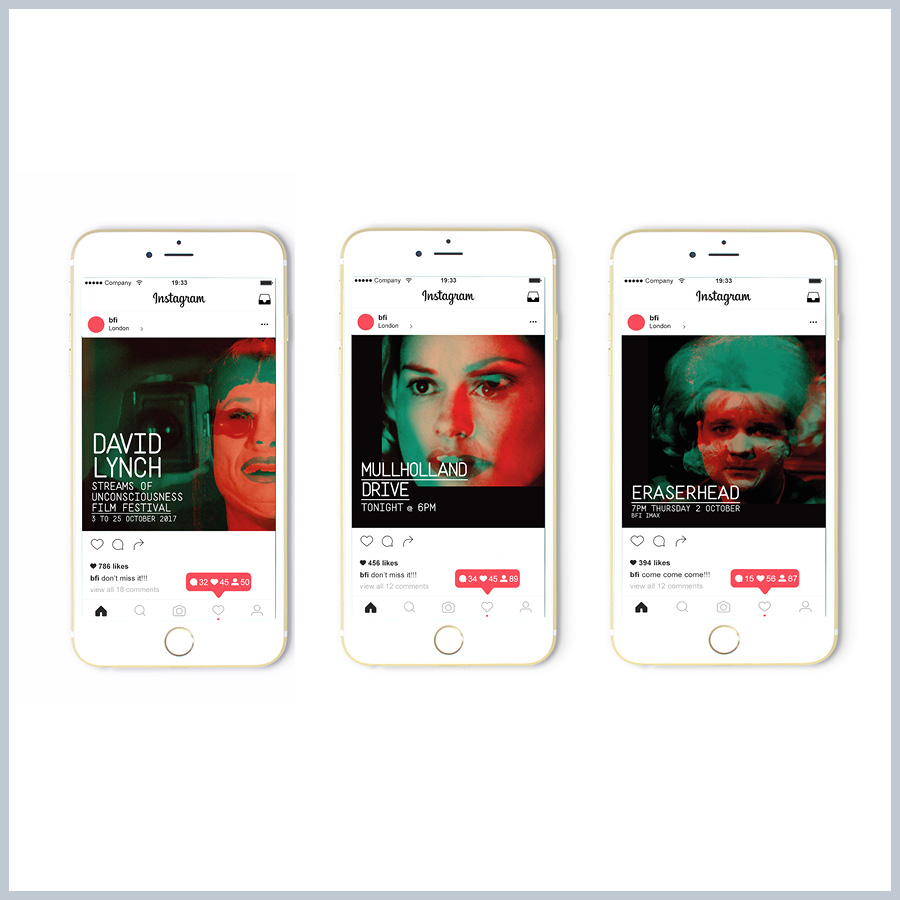 Company 19:33
Instagram
bfi
London
DAVID
LYNCH
STREAMS OF
UNCONSCIOUSNESS
FILM FESTIVAL
3 TO 25 OCTOBER 2017
786 likes
bfi don't miss it!!!
view all 18 comments
32 45 50
Company 19:33
Instagram
bfi
London
MULLHOLLAND
DRIVE
TONIGHT @ 6PM
456 likes
bfi don't miss it!!!
view all 12 comments
34 45 89
Company 19:33
Instagram
bfi
London
ERASERHEAD
7PM THURSDAY 2 OCTOBER
BFI IMAX
394 likes
bfi come come come!!!
view all 12 comments
15 56 87